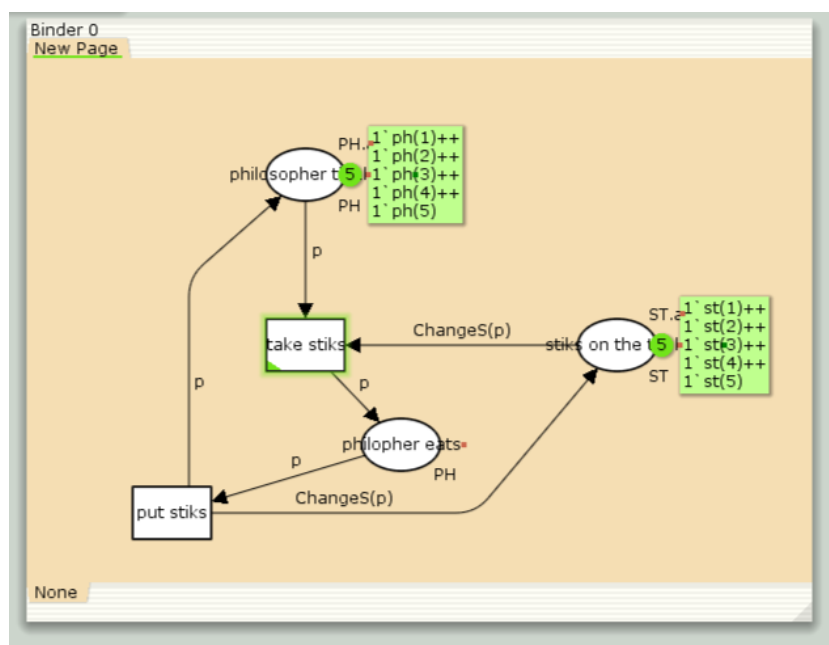 Binder 0
New Page
PH.
1`ph(1)++
1`ph(2)++
philosopher t
5
1`ph(3)++
1`ph(4)++
PH
1`ph(5)
p
ST.a
1`st(1)++
1`st(2)++
take stiks
ChangeS(p)
stiks on the t
5
1`st(3)++
1`st(4)++
ST
1`st(5)
p
p
philopher eats
p
PH
ChangeS(p)
put stiks
None